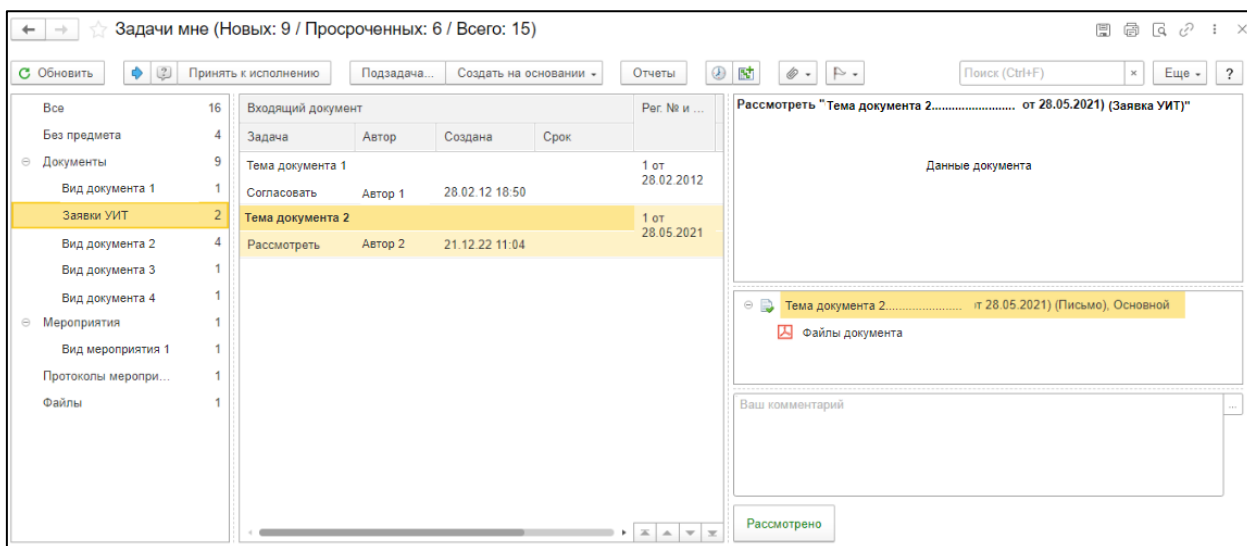 Задачи мне (Новых: 9 / Просроченных: 6 / Всего: 15)
Обновить Принять к исполнению Подзадача... Создать на основании Отчеты Поиск (Ctrl+F) × Еще ?
Все 16
Без предмета 4
Документы 9
Вид документа 1 1
Заявки УИТ 2
Вид документа 2 4
Вид документа 3 1
Вид документа 4 1
Мероприятия 1
Вид мероприятия 1 1
Протоколы меропри... 1
Файлы 1
Входящий документ Рег. № и ...
Задача Автор Создана Срок
Тема документа 1 1 от
28.02.2012
Согласовать Автор 1 28.02.12 18:50
Тема документа 2 1 от
28.05.2021
Рассмотреть Автор 2 21.12.22 11:04
Рассмотреть "Тема документа 2......................... от 28.05.2021) (Заявка УИТ)"
Данные документа
Тема документа 2...................... от 28.05.2021) (Письмо), Основной
Файлы документа
Ваш комментарий ...
Рассмотрено